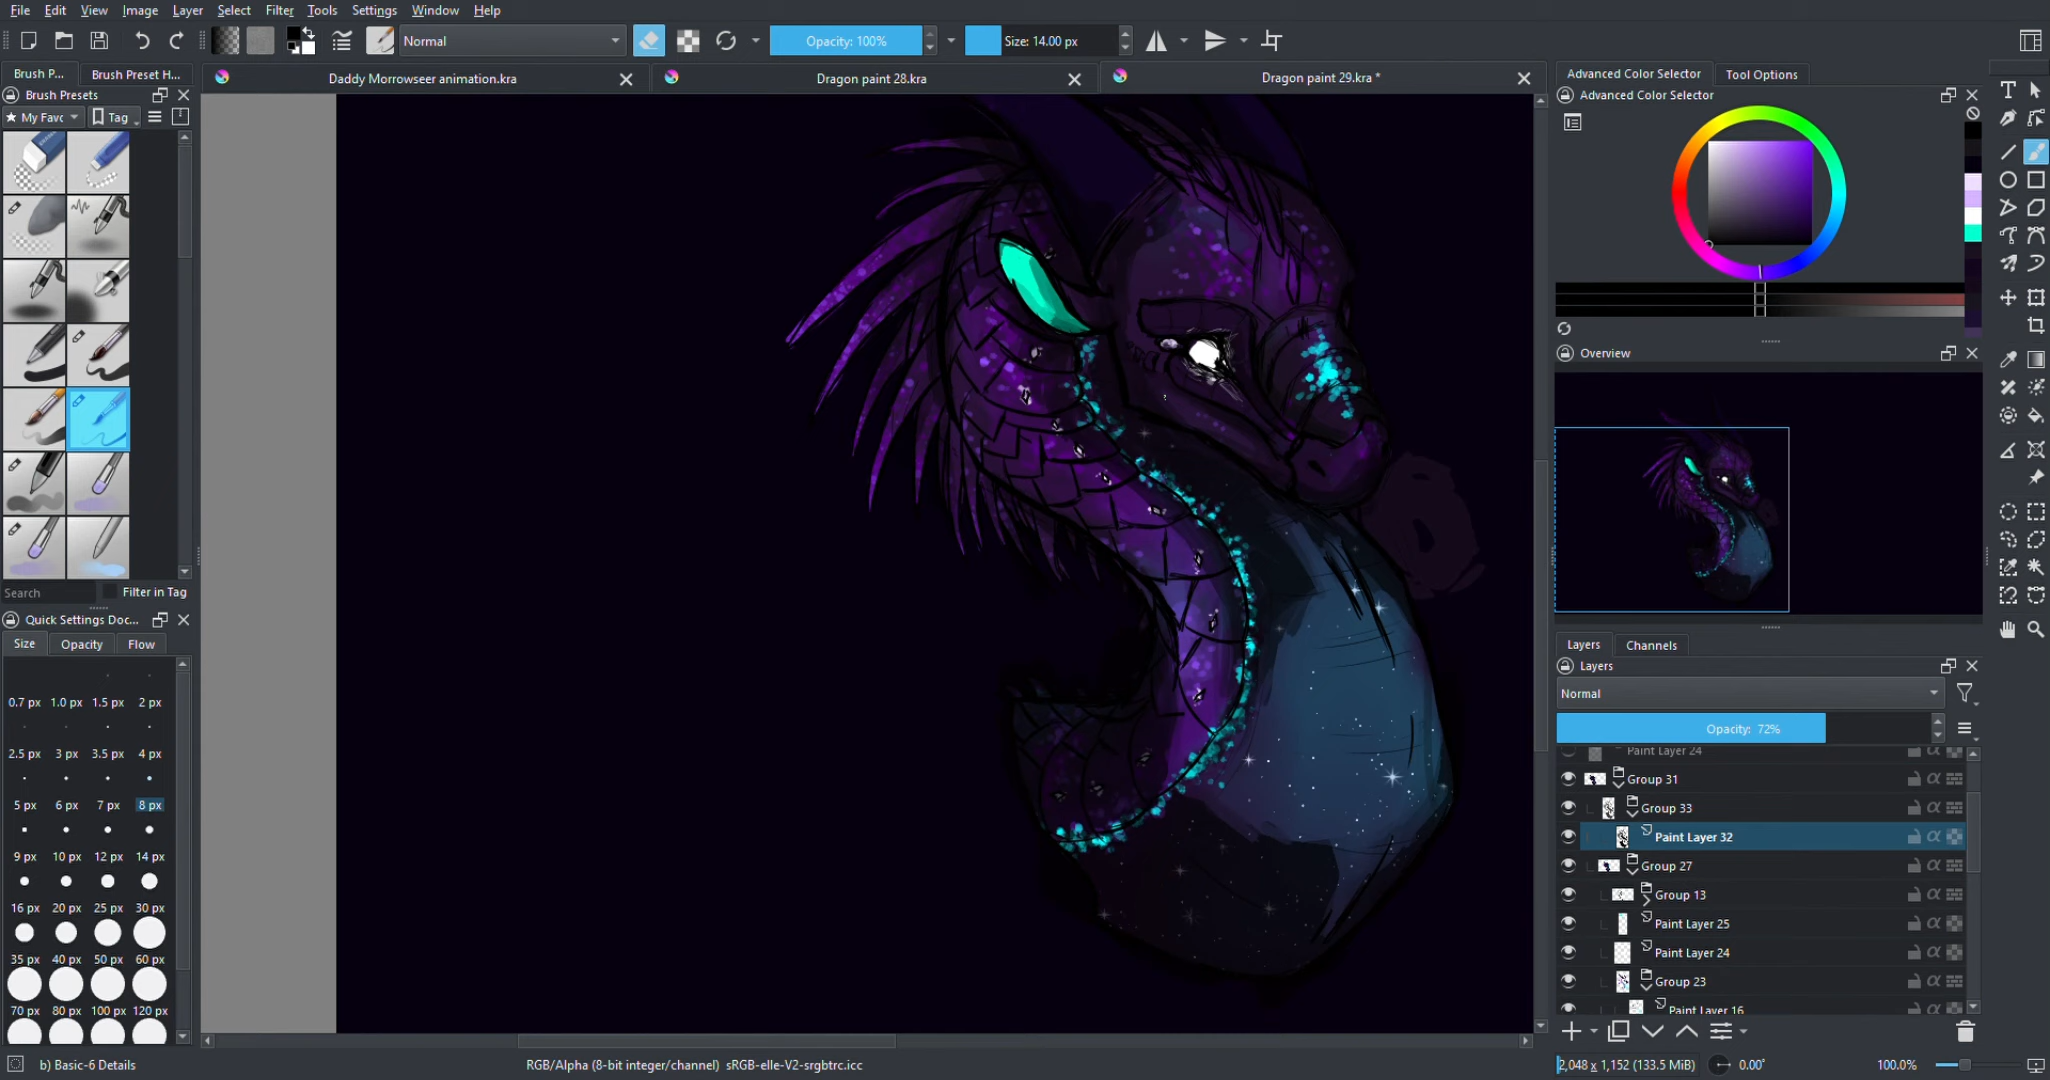 File Edit View Image Layer Select Filter Tools Settings Window Help
Normal
Opacity: 100%
Size: 14.00 px
Brush P... Brush Preset H...
Daddy Morrowseer animation.kra
Dragon paint 28.kra
Dragon paint 29.kra *
Advanced Color Selector Tool Options
Brush Presets
Advanced Color Selector
My Favc Tag
Overview
Search Filter in Tag
Quick Settings Doc...
Size Opacity Flow
Layers Channels
Layers
Normal
Opacity: 72%
0.7 px 1.0 px 1.5 px 2 px
2.5 px 3 px 3.5 px 4 px
5 px 6 px 7 px 8 px
9 px 10 px 12 px 14 px
16 px 20 px 25 px 30 px
35 px 40 px 50 px 60 px
70 px 80 px 100 px 120 px
Paint Layer 24
Group 31
Group 33
Paint Layer 32
Group 27
Group 13
Paint Layer 25
Paint Layer 24
Group 23
Paint Layer 16
b) Basic-6 Details
RGB/Alpha (8-bit integer/channel) sRGB-elle-V2-srgbtrc.icc
2,048 x 1,152 (133.5 MiB)
0.00°
100.0%